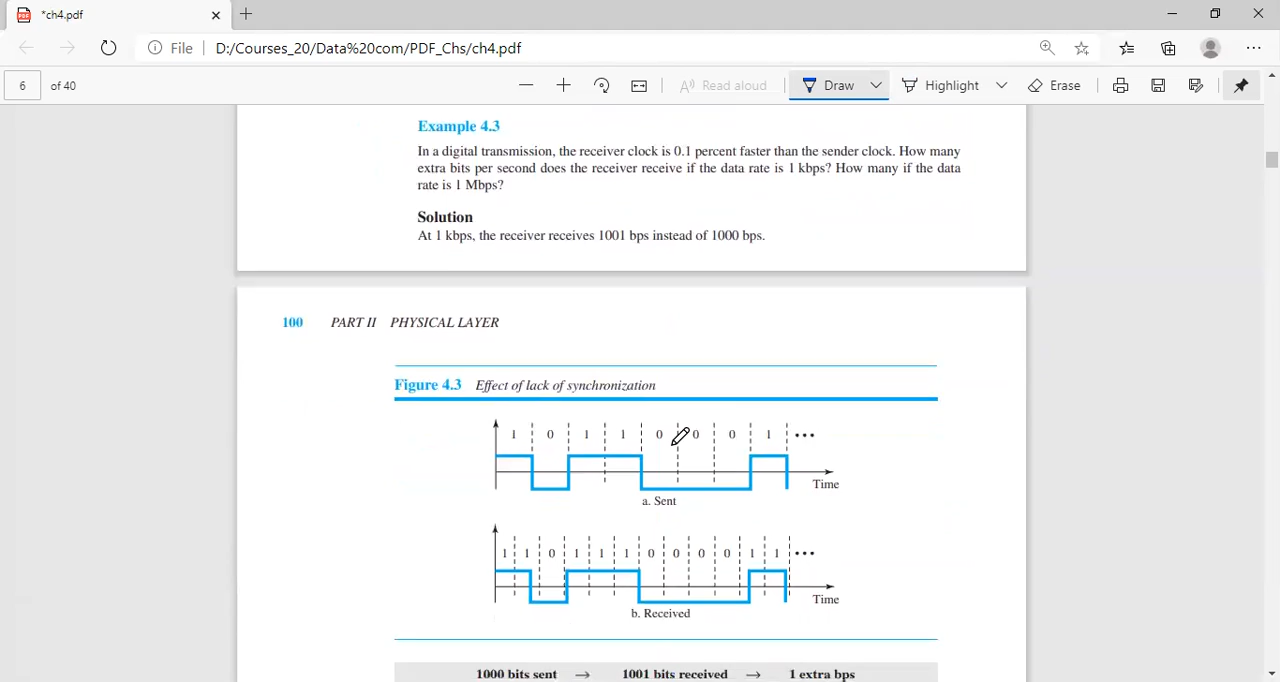 *ch4.pdf
File D:/Courses_20/Data%20com/PDF_Chs/ch4.pdf
6 of 40 Read aloud Draw Highlight Erase
Example 4.3
In a digital transmission, the receiver clock is 0.1 percent faster than the sender clock. How many
extra bits per second does the receiver receive if the data rate is 1 kbps? How many if the data
rate is 1 Mbps?
Solution
At 1 kbps, the receiver receives 1001 bps instead of 1000 bps.
100 PART II PHYSICAL LAYER
Figure 4.3 Effect of lack of synchronization
1 0 1 1 0 0 0 1 •••
Time
a. Sent
1 1 0 1 1 1 0 0 0 0 1 1 •••
Time
b. Received
1000 bits sent → 1001 bits received → 1 extra bps